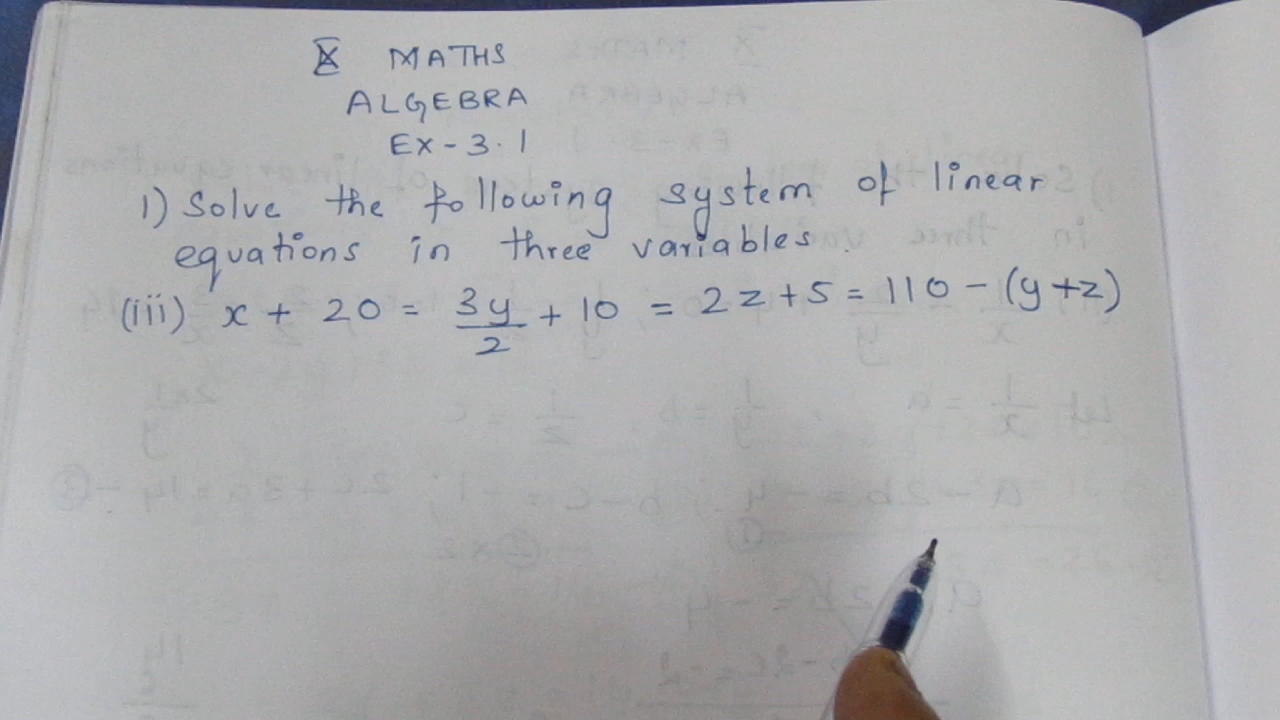 X MATHS
ALGEBRA
EX-3.1
1) Solve the following system of linear
equations in three variables.
(iii) x + 20 = 3y/2 + 10 = 2z+5 = 110 - (y+z)